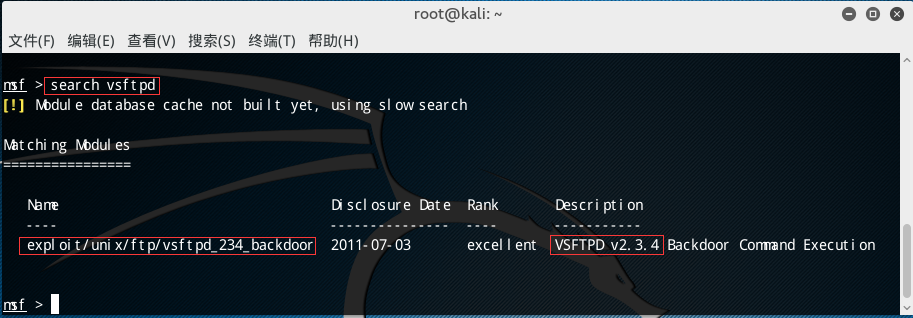 root@kali: ~
文件(F) 编辑(E) 查看(V) 搜索(S) 终端(T) 帮助(H)
msf > search vsftpd
[!] Module database cache not built yet, using slow search
Matching Modules
================
Name Disclosure Date Rank Description
---- --------------- ---- -----------
exploit/unix/ftp/vsftpd_234_backdoor 2011-07-03 excellent VSFTPD v2.3.4 Backdoor Command Execution
msf >